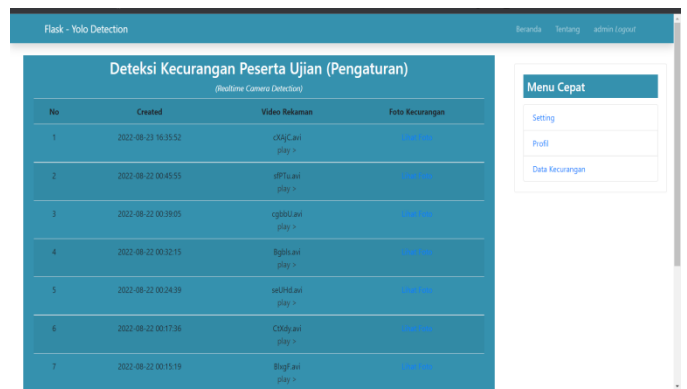 Flask - Yolo Detection
Beranda Tentang admin Logout
Deteksi Kecurangan Peserta Ujian (Pengaturan)
(Realtime Camera Detection)
No Created Video Rekaman Foto Kecurangan
1 2022-08-23 16:35:52 cXAjC.avi Lihat Foto
play >
2 2022-08-22 00:45:55 sfPTu.avi Lihat Foto
play >
3 2022-08-22 00:39:05 cgbbU.avi Lihat Foto
play >
4 2022-08-22 00:32:15 Lihat Foto
play >
5 2022-08-22 00:24:39 seUHd.avi Lihat Foto
play >
6 2022-08-22 00:17:36 CtXdy.avi Lihat Foto
play >
7 2022-08-22 00:15:19 Lihat Foto
play >
Menu Cepat
Setting
Profil
Data Kecurangan